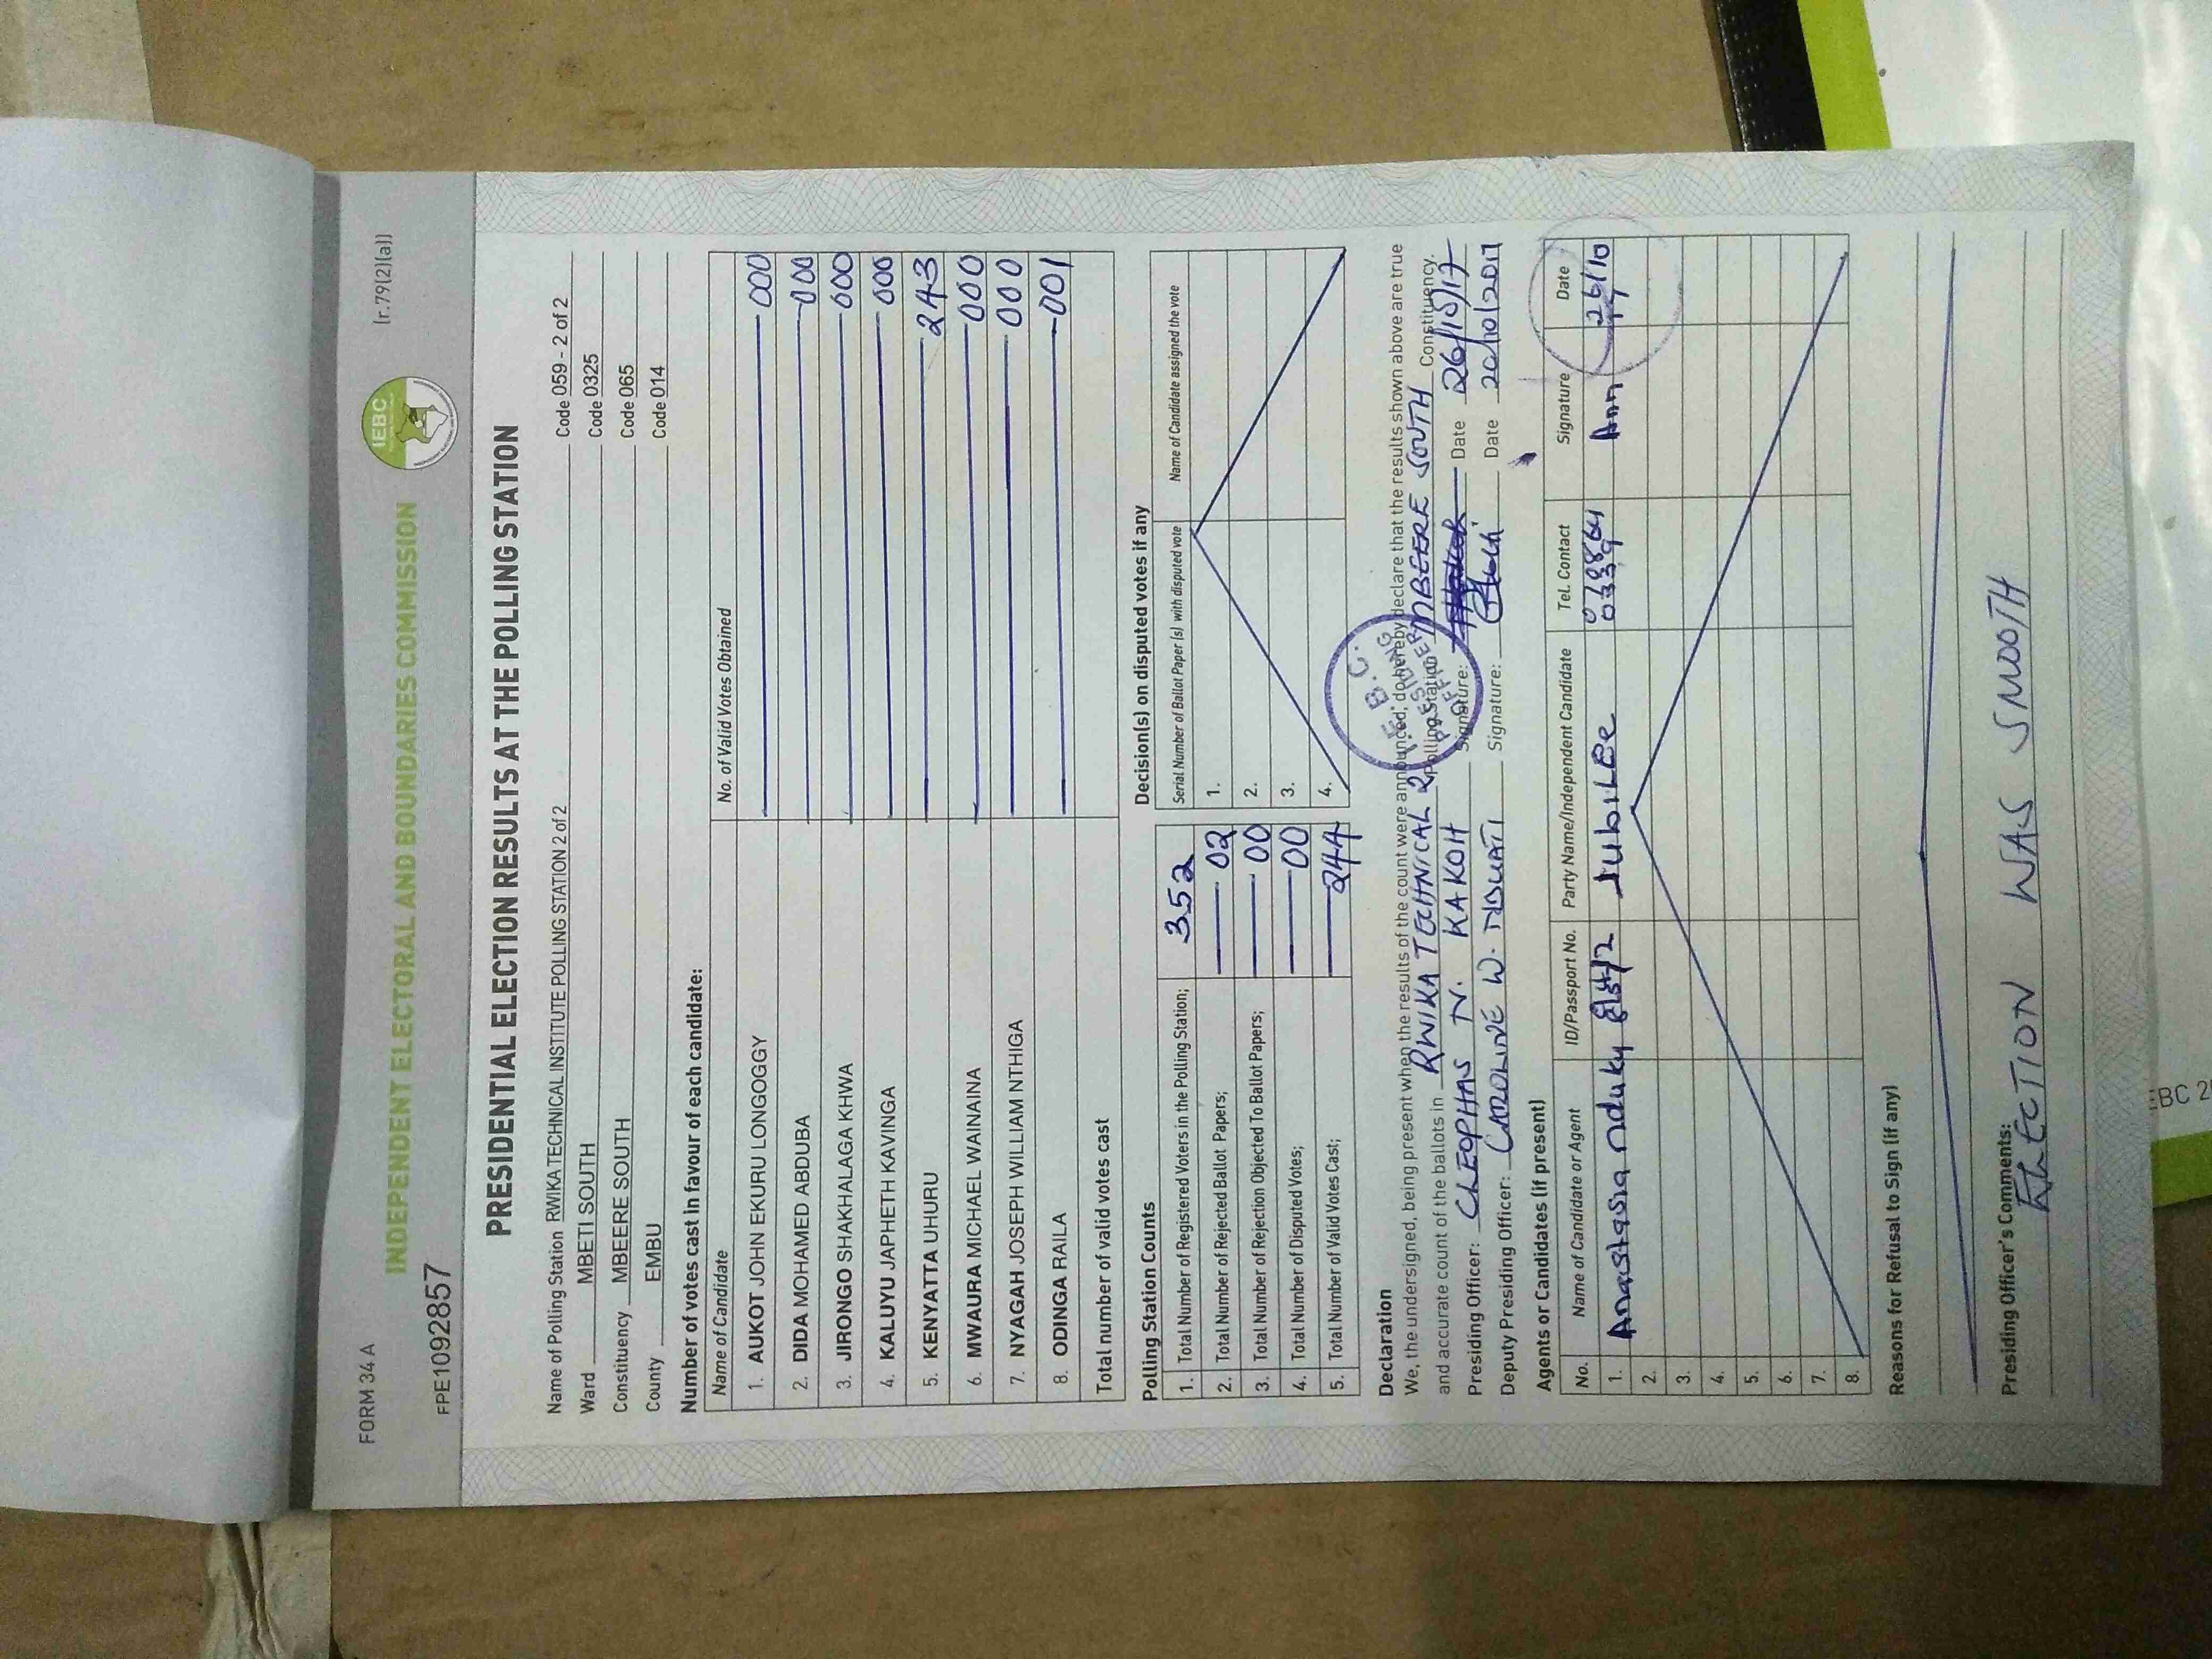 FORM 34 A
[r.79(2)(a)]
IEBC
INDEPENDENT ELECTORAL AND BOUNDARIES COMMISSION
FPE1092857
PRESIDENTIAL ELECTION RESULTS AT THE POLLING STATION
Name of Polling Station RWIKA TECHNICAL INSTITUTE POLLING STATION 2 of 2 Code 059 - 2 of 2
Ward MBETI SOUTH Code 0325
Constituency MBEERE SOUTH Code 065
County EMBU Code 014
Number of votes cast in favour of each candidate:
Name of Candidate No. of Valid Votes Obtained
1. AUKOT JOHN EKURU LONGOGGY 000
2. DIDA MOHAMED ABDUBA 000
3. JIRONGO SHAKHALAGA KHWA 000
4. KALUYU JAPHETH KAVINGA 000
5. KENYATTA UHURU 243
6. MWAURA MICHAEL WAINAINA 000
7. NYAGAH JOSEPH WILLIAM NTHIGA 000
8. ODINGA RAILA 001
Total number of valid votes cast
Polling Station Counts
1. Total Number of Registered Voters in the Polling Station; 352
2. Total Number of Rejected Ballot Papers; 02
3. Total Number of Rejection Objected To Ballot Papers; 00
4. Total Number of Disputed Votes; 00
5. Total Number of Valid Votes Cast; 244
Decision(s) on disputed votes if any
Serial Number of Ballot Paper (s) with disputed vote Name of Candidate assigned the vote
1.
2.
3.
4.
Declaration
We, the undersigned, being present when the results of the count were announced, do hereby declare that the results shown above are true
and accurate count of the ballots in RWIKA TECHNICAL 2 Polling Station MBEERE SOUTH Constituency.
Presiding Officer: CLEOPHAS N. KAKOH Signature: Date 26/10/17
Deputy Presiding Officer: CAROLINE W. NDUATI Signature: Date
I.E.B.C.
PRESIDING OFFICER
Agents or Candidates (if present)
No. Name of Candidate or Agent ID/Passport No. Party Name/Independent Candidate Tel. Contact Signature Date
1. Anastasia nduku JubiLEe Ann 26/10
2.
3.
4.
5.
6.
7.
8.
Reasons for Refusal to Sign (if any)
Presiding Officer's Comments:
ELECTION WAS SMOOTH